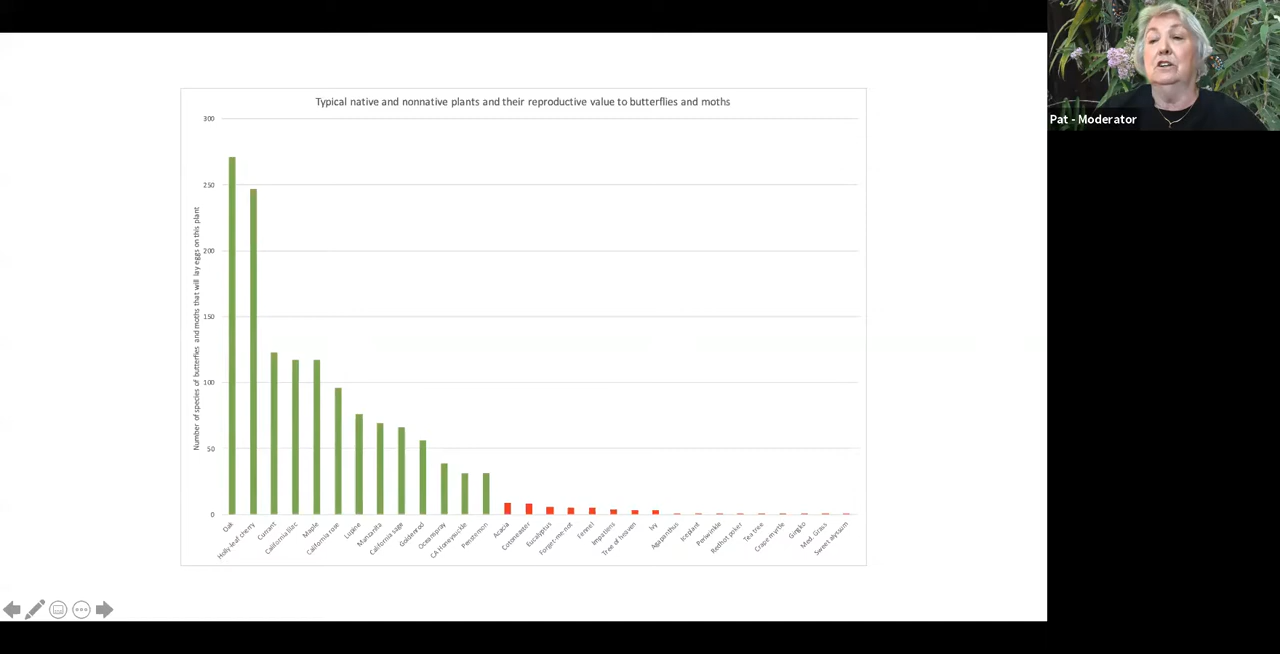 Typical native and nonnative plants and their reproductive value to butterflies and moths
Number of species of butterflies and moths that will lay eggs on this plant
300
250
200
150
100
50
0
Oak
Holly-leaf cherry
Currant
California lilac
Maple
California rose
Lupine
Manzanita
California sage
Goldenrod
Oceanspray
CA Honeysuckle
Penstemon
Acacia
Cotoneaster
Eucalyptus
Forget-me-not
Fennel
Impatiens
Tree of heaven
Ivy
Agapanthus
Iceplant
Periwinkle
Redhot poker
Tea tree
Crape myrtle
Gingko
Med. Grass
Sweet alyssum
Pat - Moderator